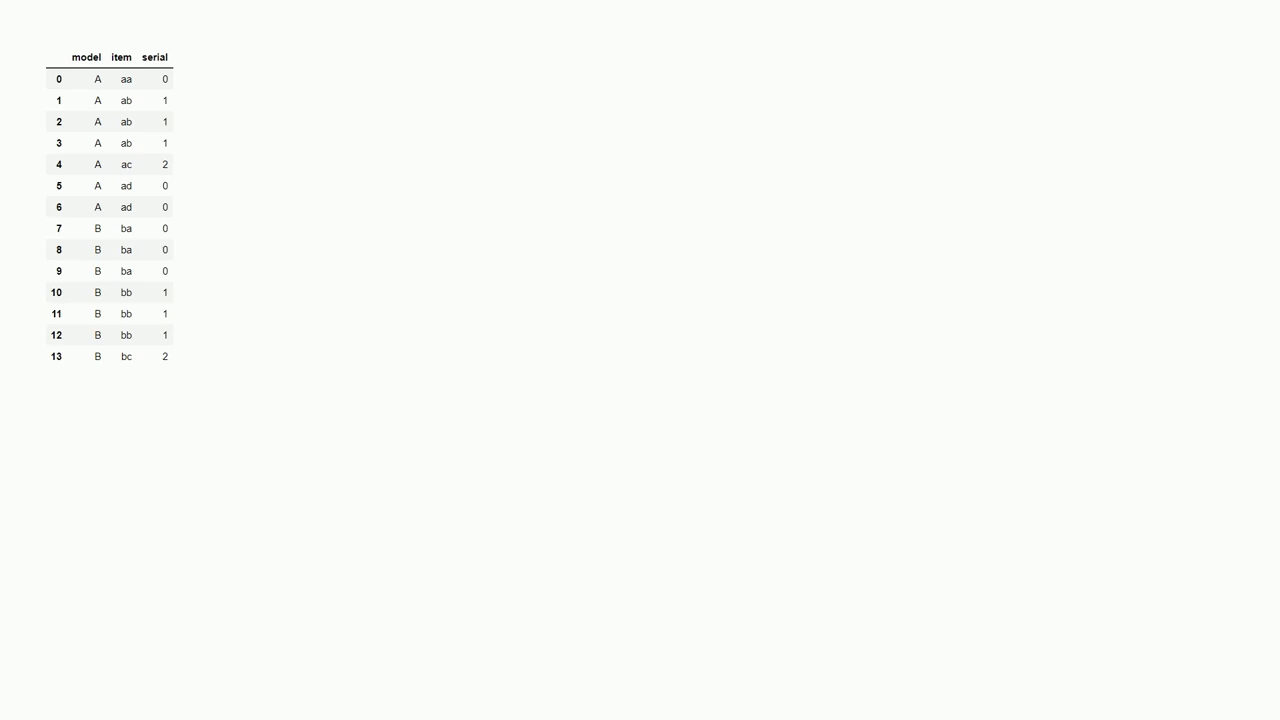 model item serial
0 A aa 0
1 A ab 1
2 A ab 1
3 A ab 1
4 A ac 2
5 A ad 0
6 A ad 0
7 B ba 0
8 B ba 0
9 B ba 0
10 B bb 1
11 B bb 1
12 B bb 1
13 B bc 2